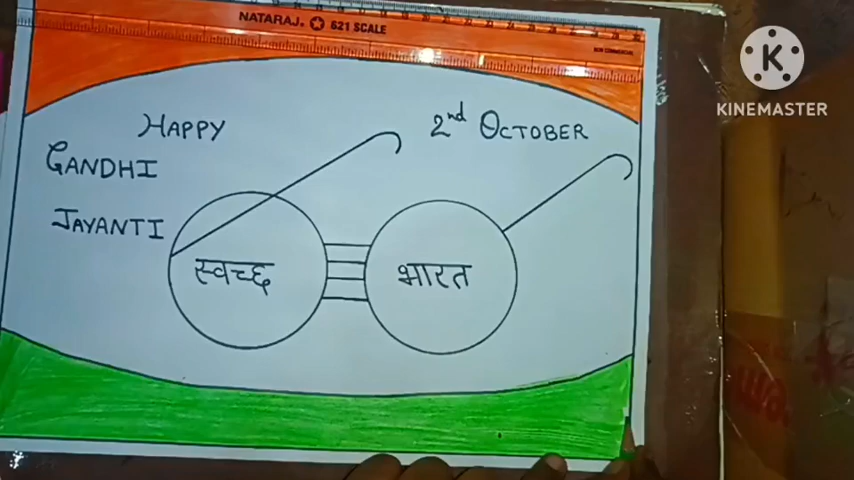 NATARAJ. 621 SCALE
KINEMASTER
HAPPY
2nd OCTOBER
GANDHI
JAYANTI
स्वच्छ
भारत